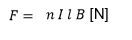 F = n I l B [N]